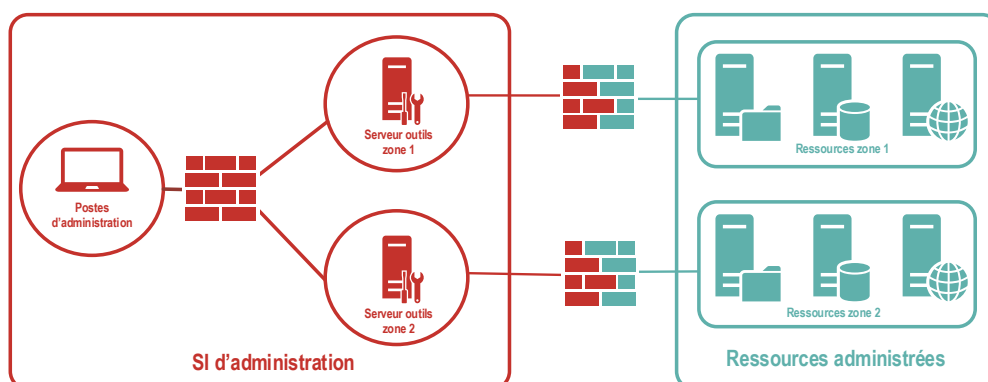 Postes
d'administration
Serveur outils
zone 1
Serveur outils
zone 2
SI d'administration
Ressources zone 1
Ressources zone 2
Ressources administrées